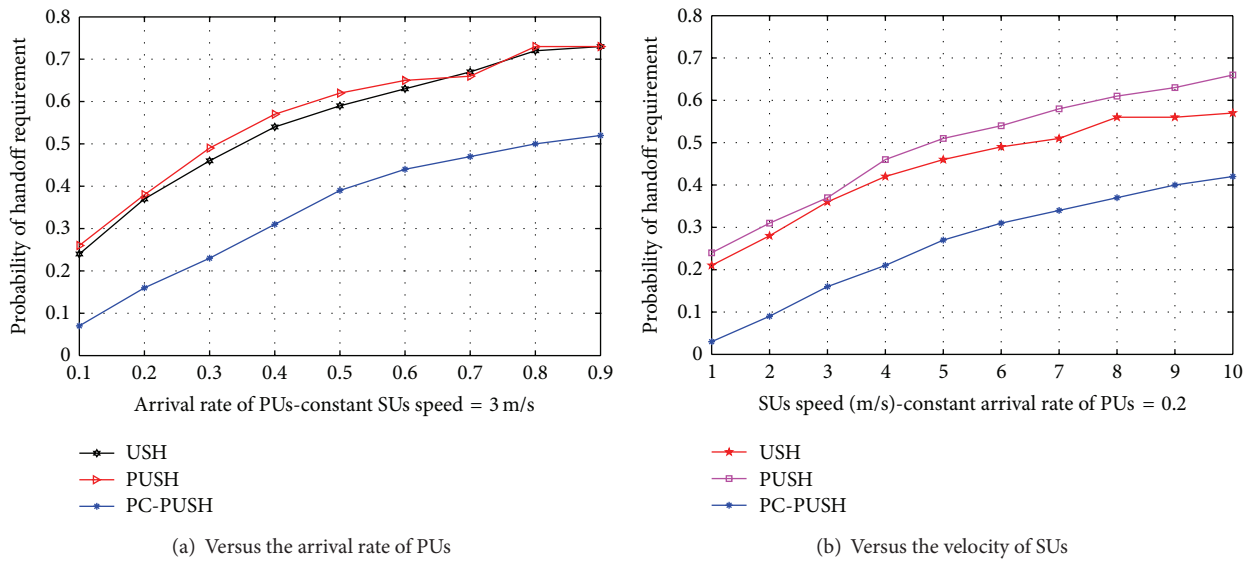 0.8
0.7
0.6
0.5
0.4
0.3
0.2
0.1
0
Probability of handoff requirement
0.1 0.2 0.3 0.4 0.5 0.6 0.7 0.8 0.9
Arrival rate of PUs-constant SUs speed = 3 m/s
USH
PUSH
PC-PUSH
(a) Versus the arrival rate of PUs
0.8
0.7
0.6
0.5
0.4
0.3
0.2
0.1
0
Probability of handoff requirement
1 2 3 4 5 6 7 8 9 10
SUs speed (m/s)-constant arrival rate of PUs = 0.2
USH
PUSH
PC-PUSH
(b) Versus the velocity of SUs